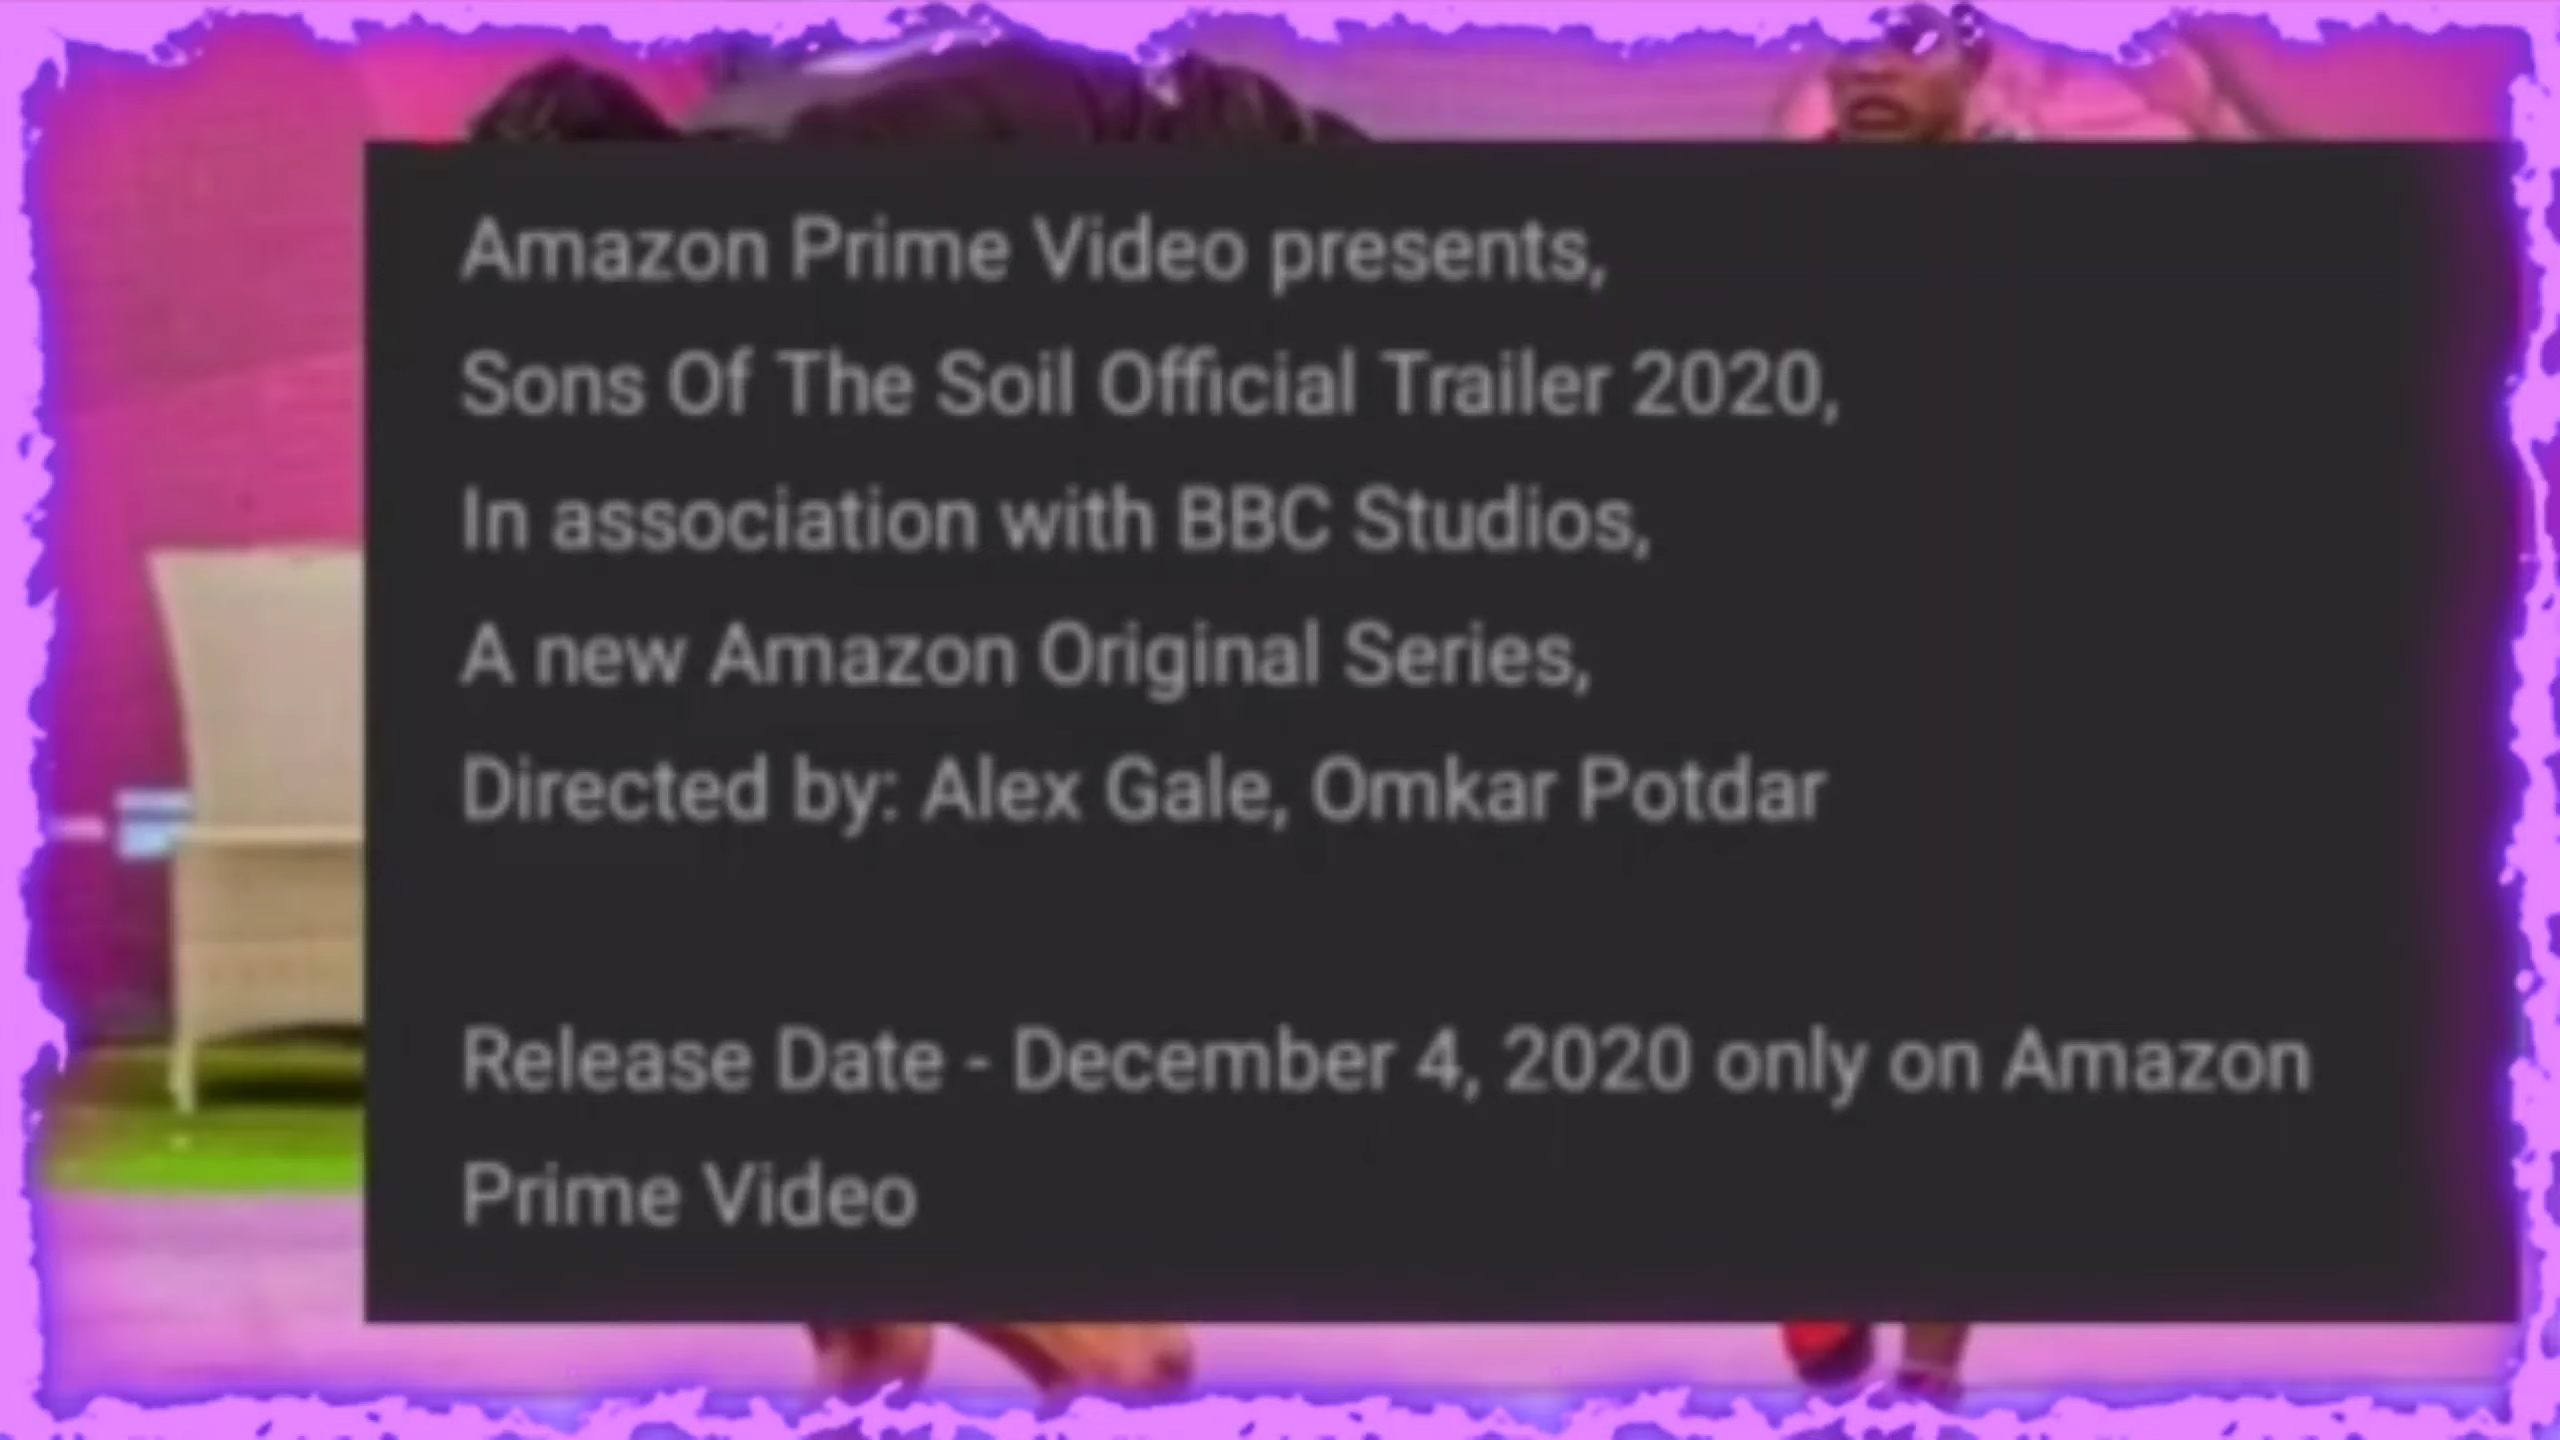 Amazon Prime Video presents,
Sons Of The Soil Official Trailer 2020,
In association with BBC Studios,
A new Amazon Original Series,
Directed by: Alex Gale, Omkar Potdar
Release Date - December 4, 2020 only on Amazon
Prime Video